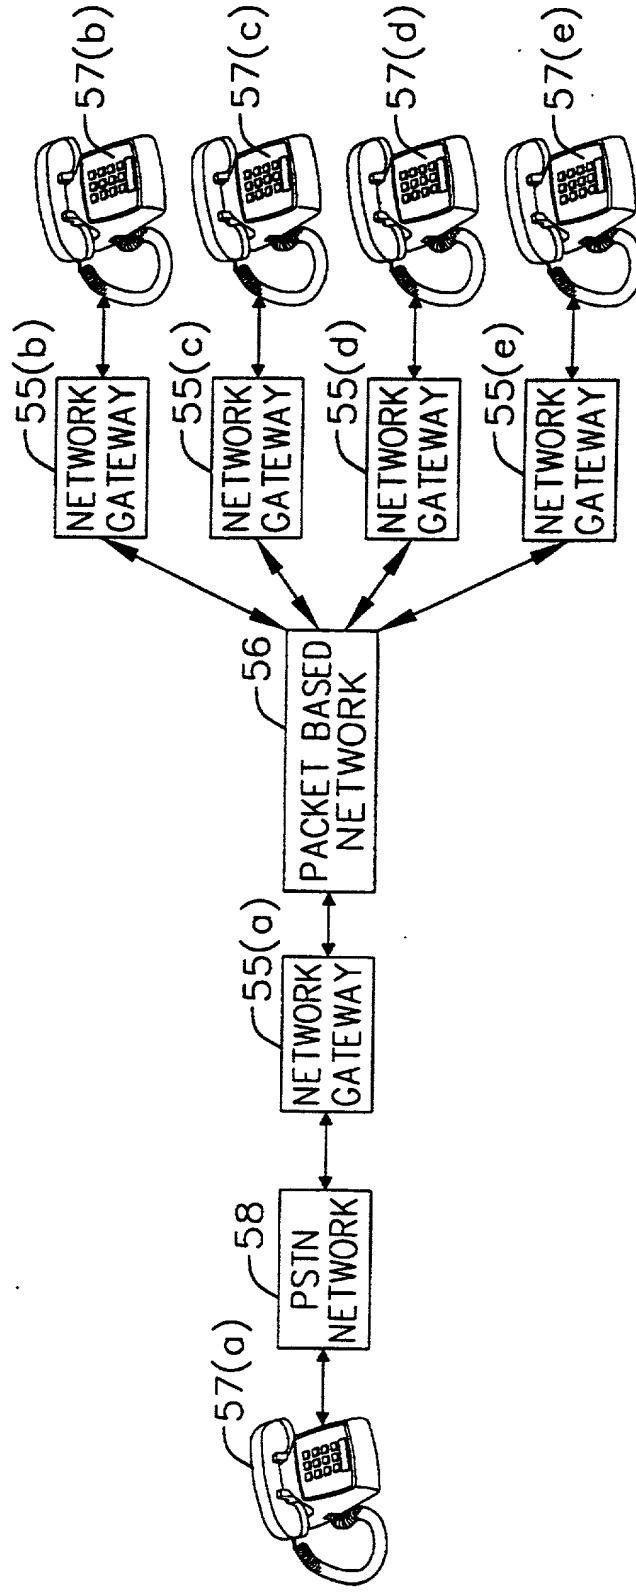 57(a)
58
PSTN
NETWORK
55(a)
NETWORK
GATEWAY
56
PACKET BASED
NETWORK
55(b)
NETWORK
GATEWAY
57(b)
55(c)
NETWORK
GATEWAY
57(c)
55(d)
NETWORK
GATEWAY
57(d)
55(e)
NETWORK
GATEWAY
57(e)